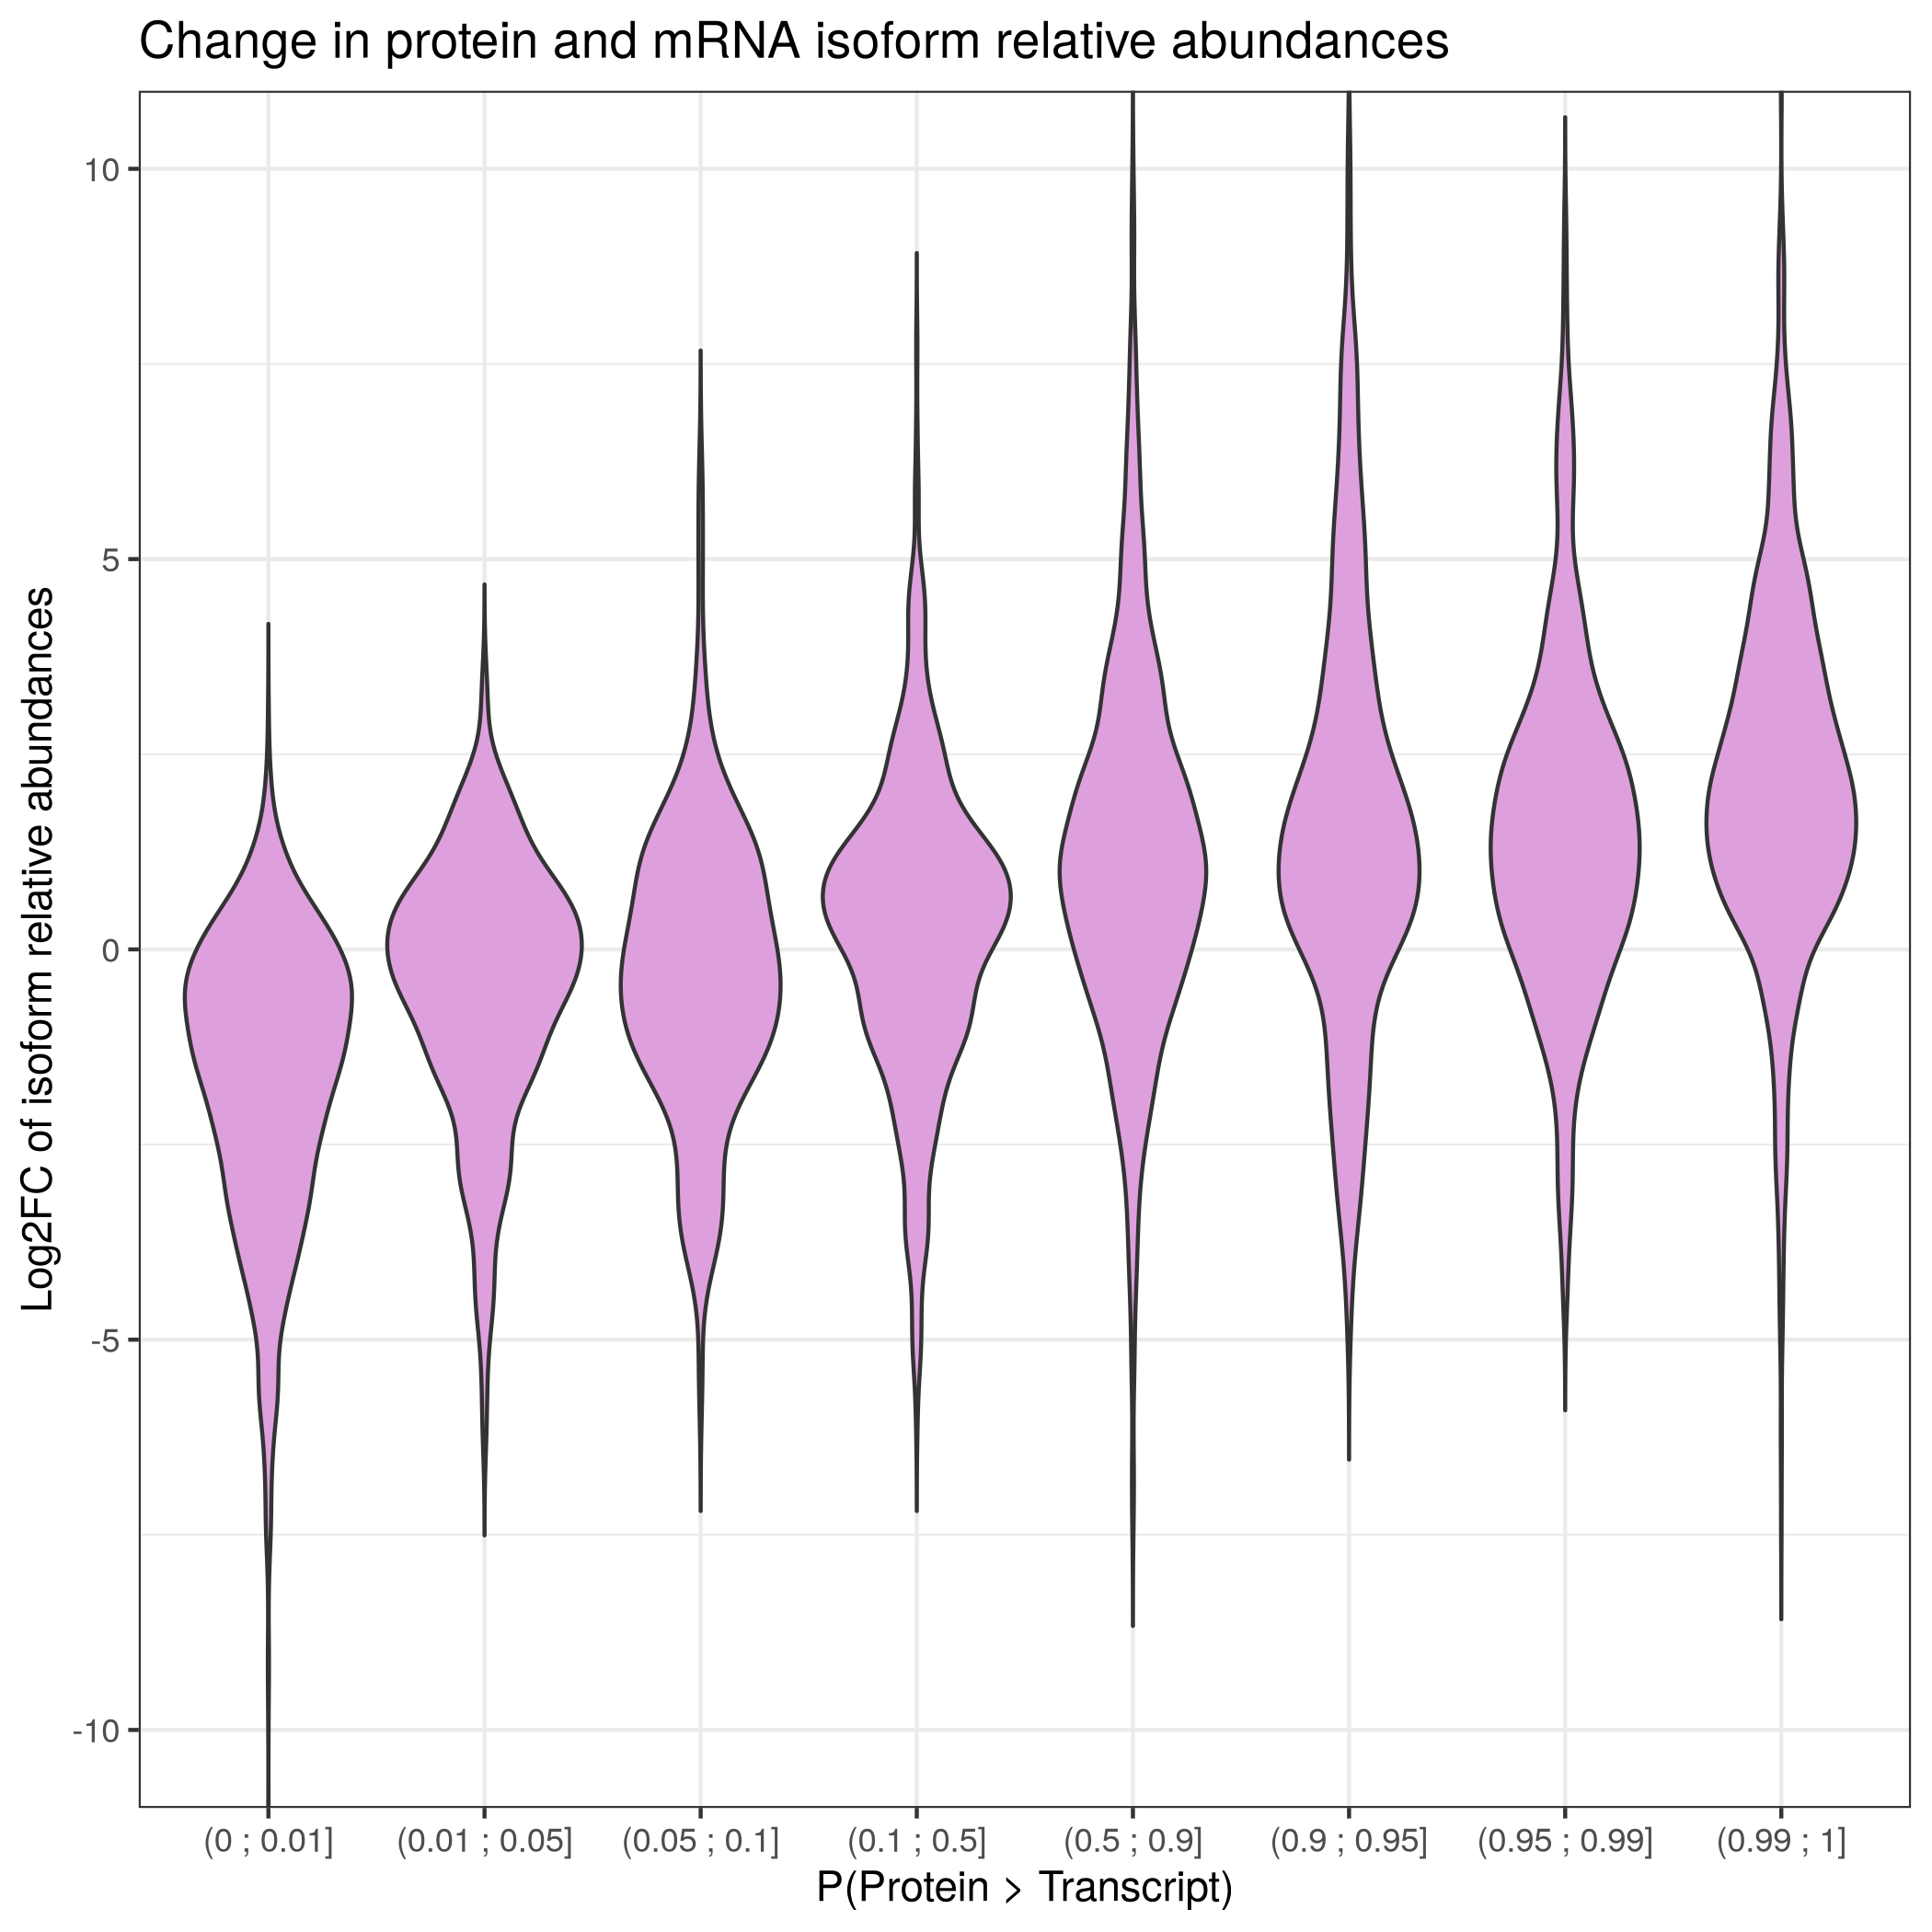 Change in protein and mRNA isoform relative abundances
Log2FC of isoform relative abundances
10
5
0
-5
-10
(0 ; 0.01]
(0.01 ; 0.05]
(0.05 ; 0.1]
(0.1 ; 0.5]
(0.5 ; 0.9]
(0.9 ; 0.95]
(0.95 ; 0.99]
(0.99 ; 1]
P(Protein > Transcript)